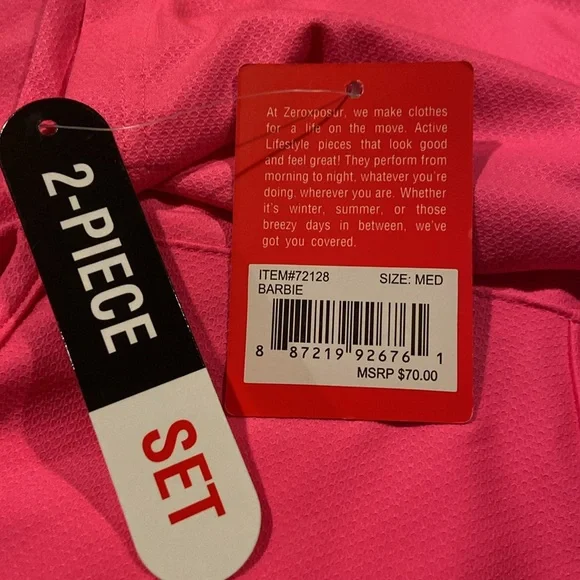 2-PIECE
SET
At Zeroxposur, we make clothes
for a life on the move. Active
Lifestyle pieces that look good
and feel great! They perform from
morning to night, whatever you're
doing, wherever you are. Whether
it's winter, summer, or those
breezy days in between, we've
got you covered.
ITEM#72128 SIZE: MED
BARBIE
8 87219 92676 1
MSRP $70.00